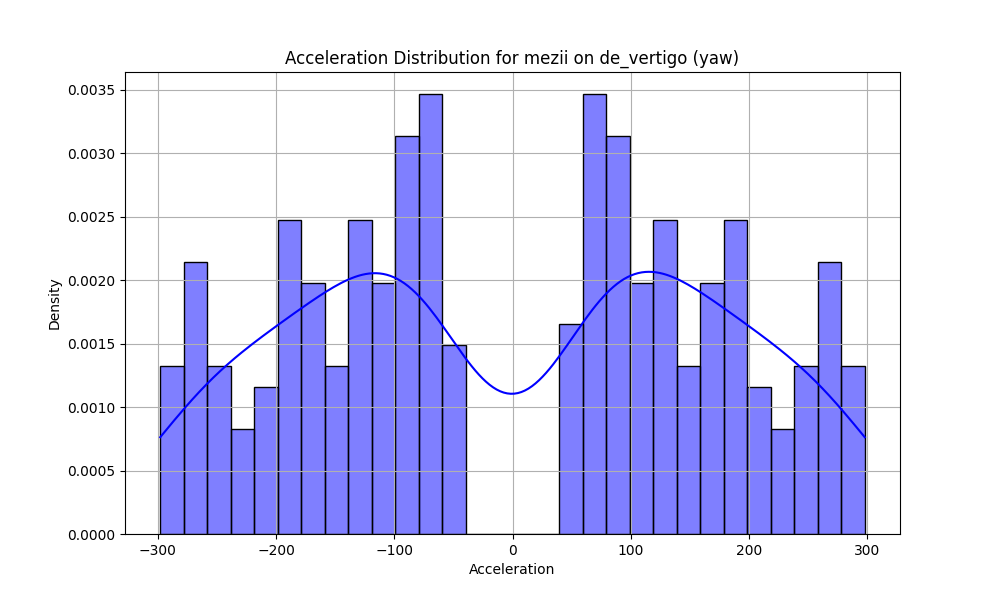 Acceleration Distribution for mezii on de_vertigo (yaw)
0.0035
0.0030
0.0025
0.0020
0.0015
0.0010
0.0005
0.0000
Density
−300 −200 −100 0 100 200 300
Acceleration